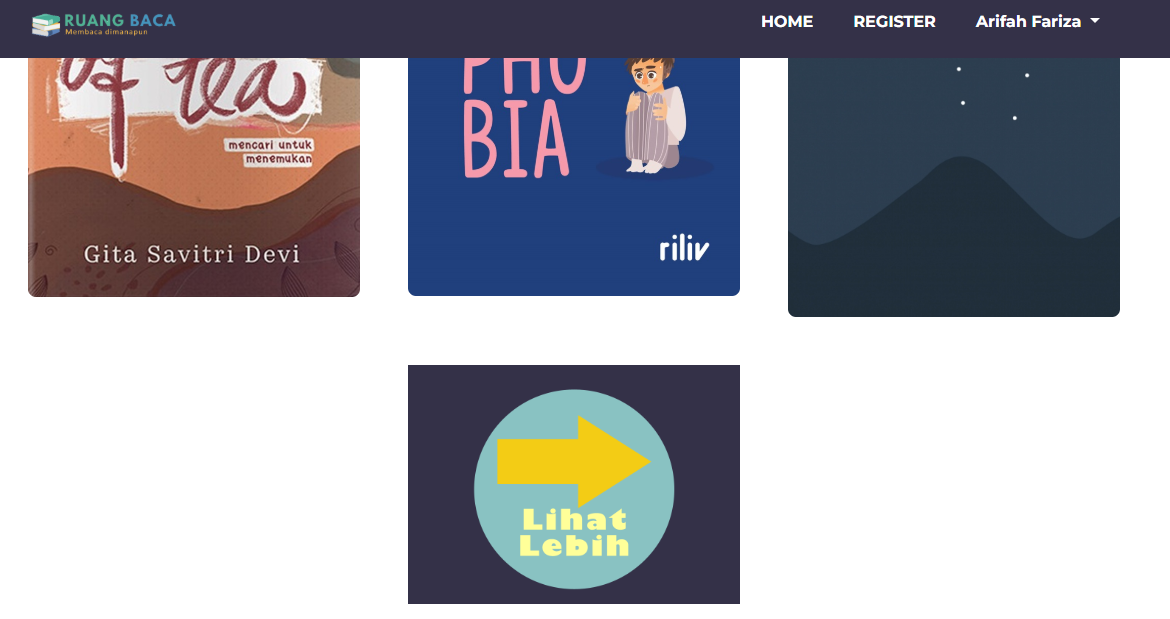 RUANG BACA
Membaca dimanapun
HOME
REGISTER
Arifah Fariza
of tea
mencari untuk
menemukan
Gita Savitri Devi
PHO
BIA
riliv
Lihat
Lebih